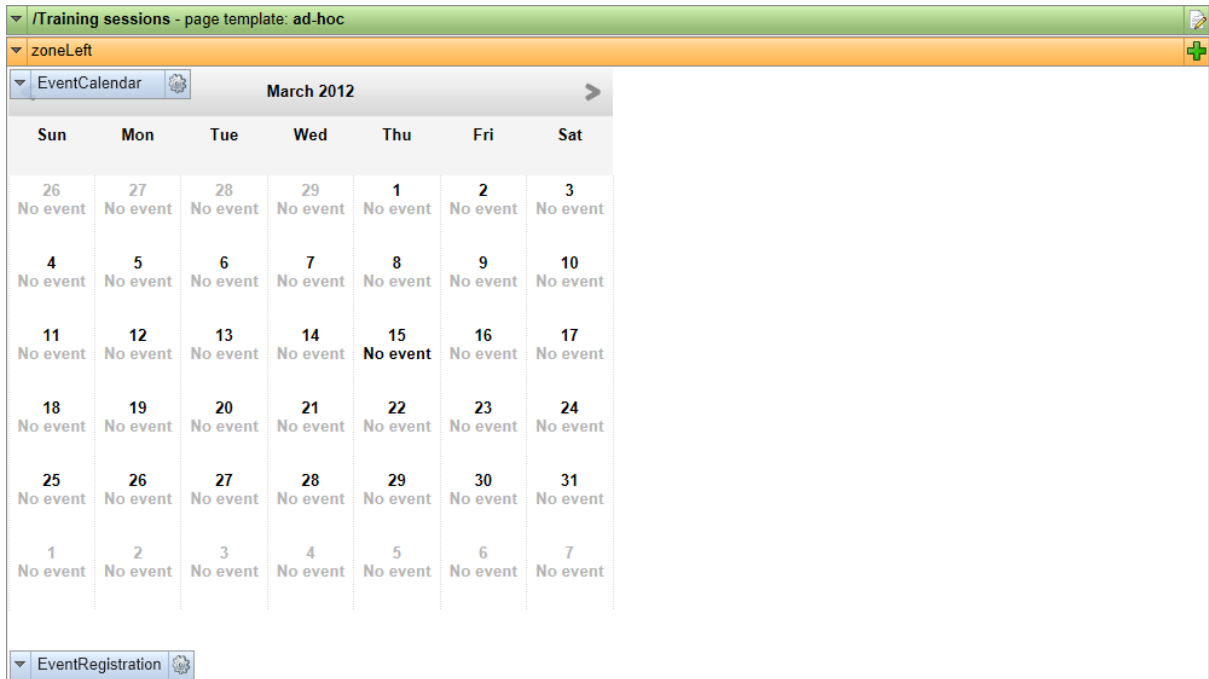 /Training sessions - page template: ad-hoc
zoneLeft
EventCalendar
March 2012
Sun Mon Tue Wed Thu Fri Sat
26 27 28 29 1 2 3
No event No event No event No event No event No event No event
4 5 6 7 8 9 10
No event No event No event No event No event No event No event
11 12 13 14 15 16 17
No event No event No event No event No event No event No event
18 19 20 21 22 23 24
No event No event No event No event No event No event No event
25 26 27 28 29 30 31
No event No event No event No event No event No event No event
1 2 3 4 5 6 7
No event No event No event No event No event No event No event
EventRegistration